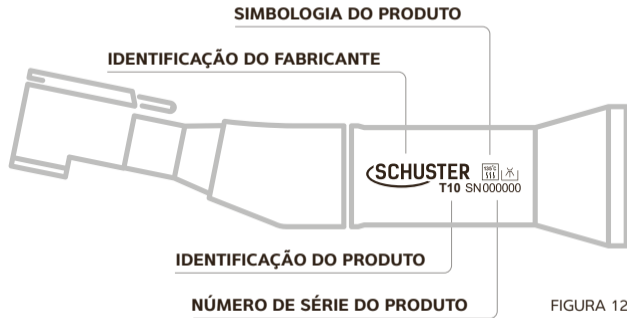 SIMBOLOGIA DO PRODUTO
IDENTIFICAÇÃO DO FABRICANTE
SCHUSTER
135°C
T10 SN000000
IDENTIFICAÇÃO DO PRODUTO
NÚMERO DE SÉRIE DO PRODUTO
FIGURA 12